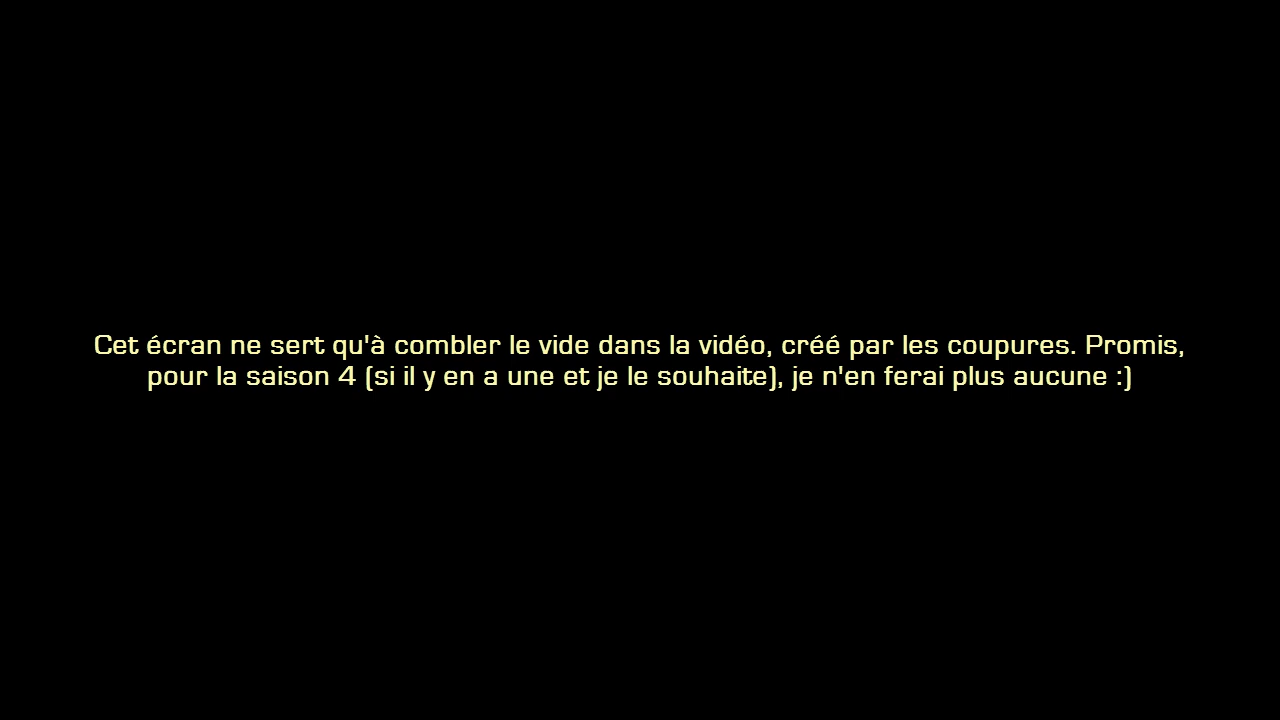 Cet écran ne sert qu'à combler le vide dans la vidéo, créé par les coupures. Promis,
pour la saison 4 (si il y en a une et je le souhaite), je n'en ferai plus aucune :)